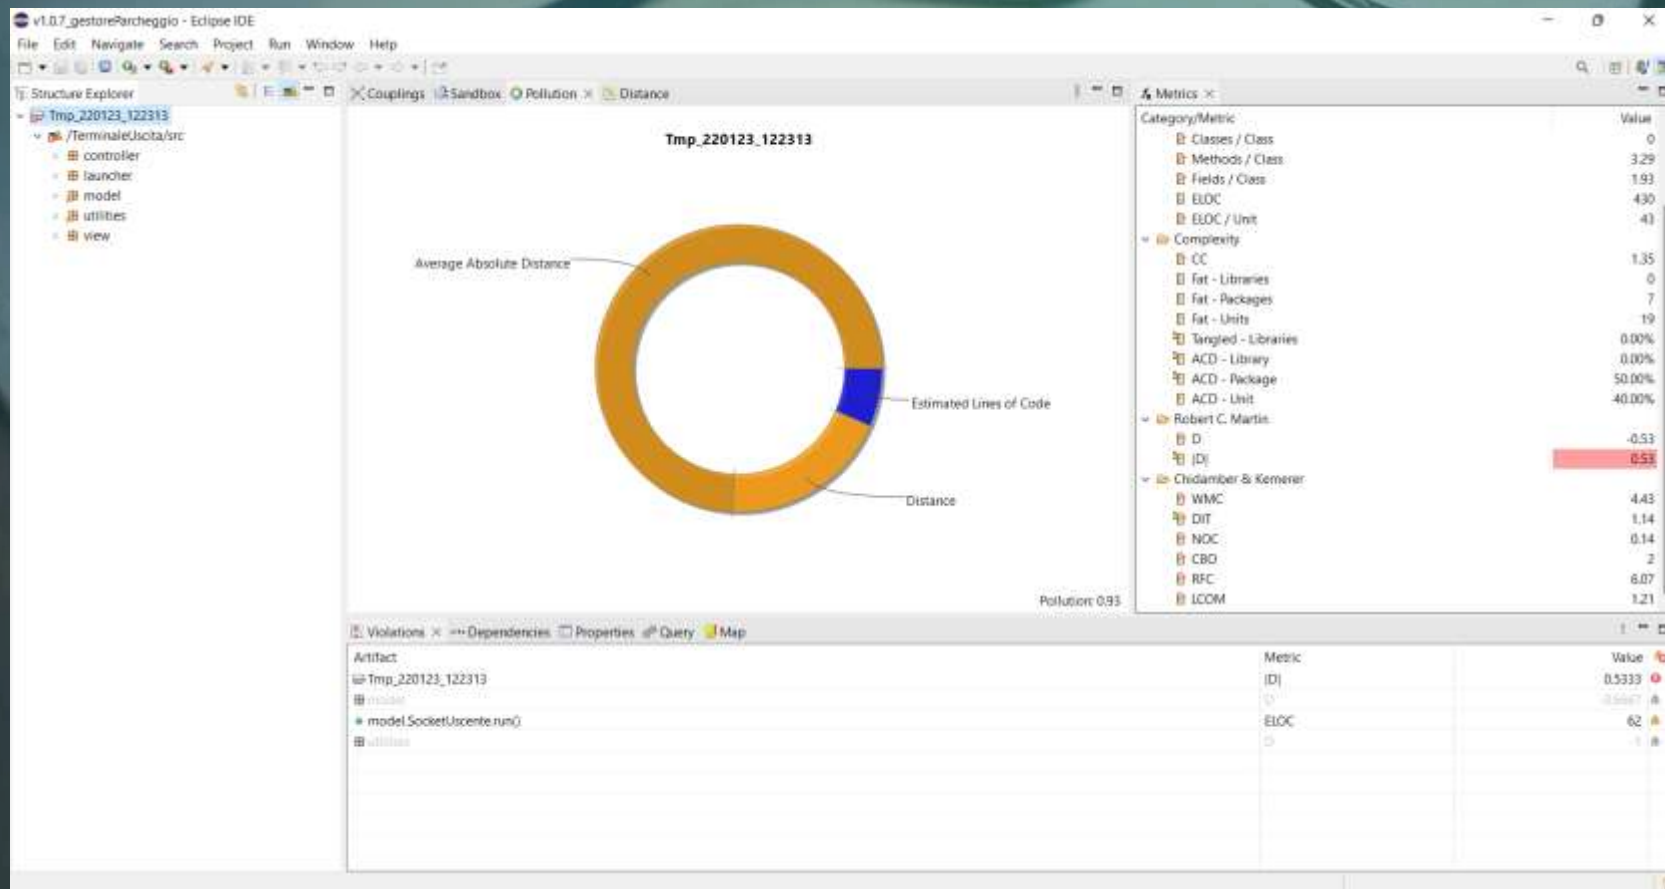 v1.0.7_gestoreParcheggio - Eclipse IDE
File Edit Navigate Search Project Run Window Help
Structure Explorer
Tmp_220123_122313
/TerminaleUscita/src
controller
launcher
model
utilities
view
Couplings Sandbox Pollution Distance
Tmp_220123_122313
Average Absolute Distance
Estimated Lines of Code
Distance
Pollution: 0.93
Metrics
Category/Metric Value
Classes / Class 0
Methods / Class 3.29
Fields / Class 1.93
ELOC 430
ELOC / Unit 43
Complexity
CC 1.35
Fat - Libraries 0
Fat - Packages 7
Fat - Units 19
Tangled - Libraries 0.00%
ACD - Library 0.00%
ACD - Package 50.00%
ACD - Unit 40.00%
Robert C. Martin
D -0.53
|D| 0.53
Chidamber & Kemerer
WMC 4.43
DIT 1.14
NOC 0.14
CBO 2
RFC 6.07
LCOM 1.21
Violations Dependencies Properties Query Map
Artifact Metric Value
Tmp_220123_122313 |D| 0.5333
model D
model.SocketUscente.run() ELOC 62
utilities D -1